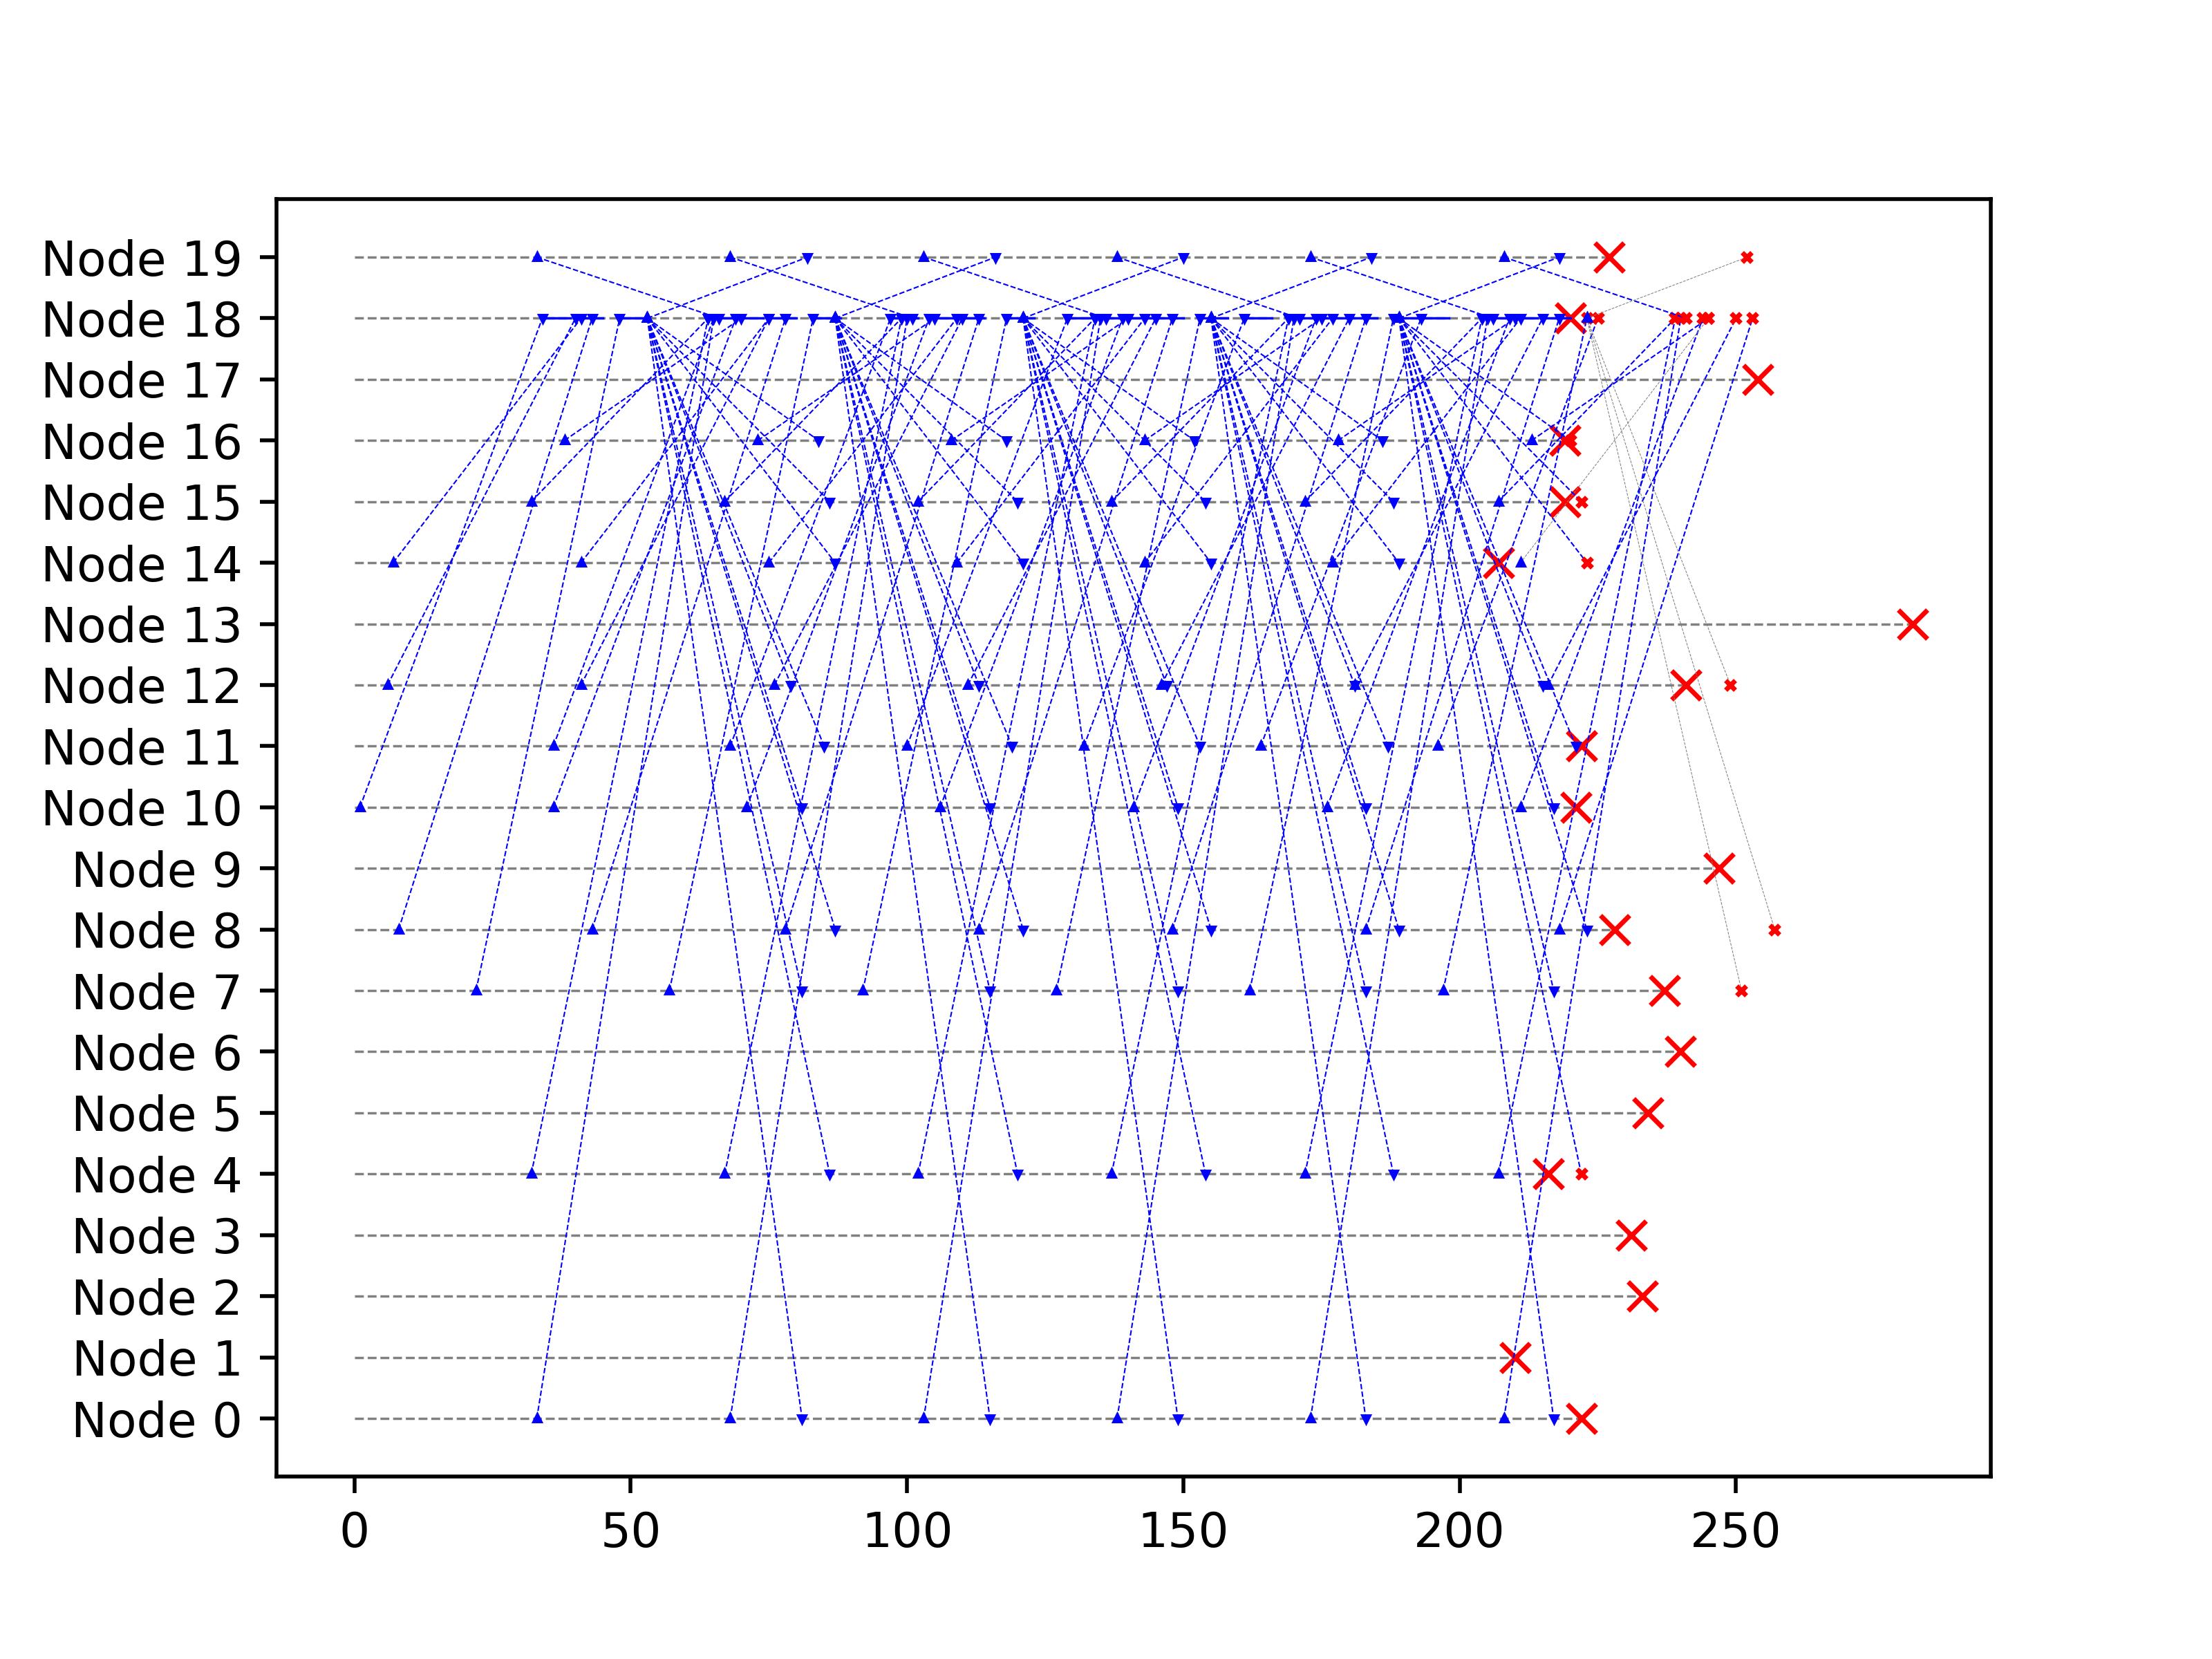 Node 19
Node 18
Node 17
Node 16
Node 15
Node 14
Node 13
Node 12
Node 11
Node 10
Node 9
Node 8
Node 7
Node 6
Node 5
Node 4
Node 3
Node 2
Node 1
Node 0
0 50 100 150 200 250